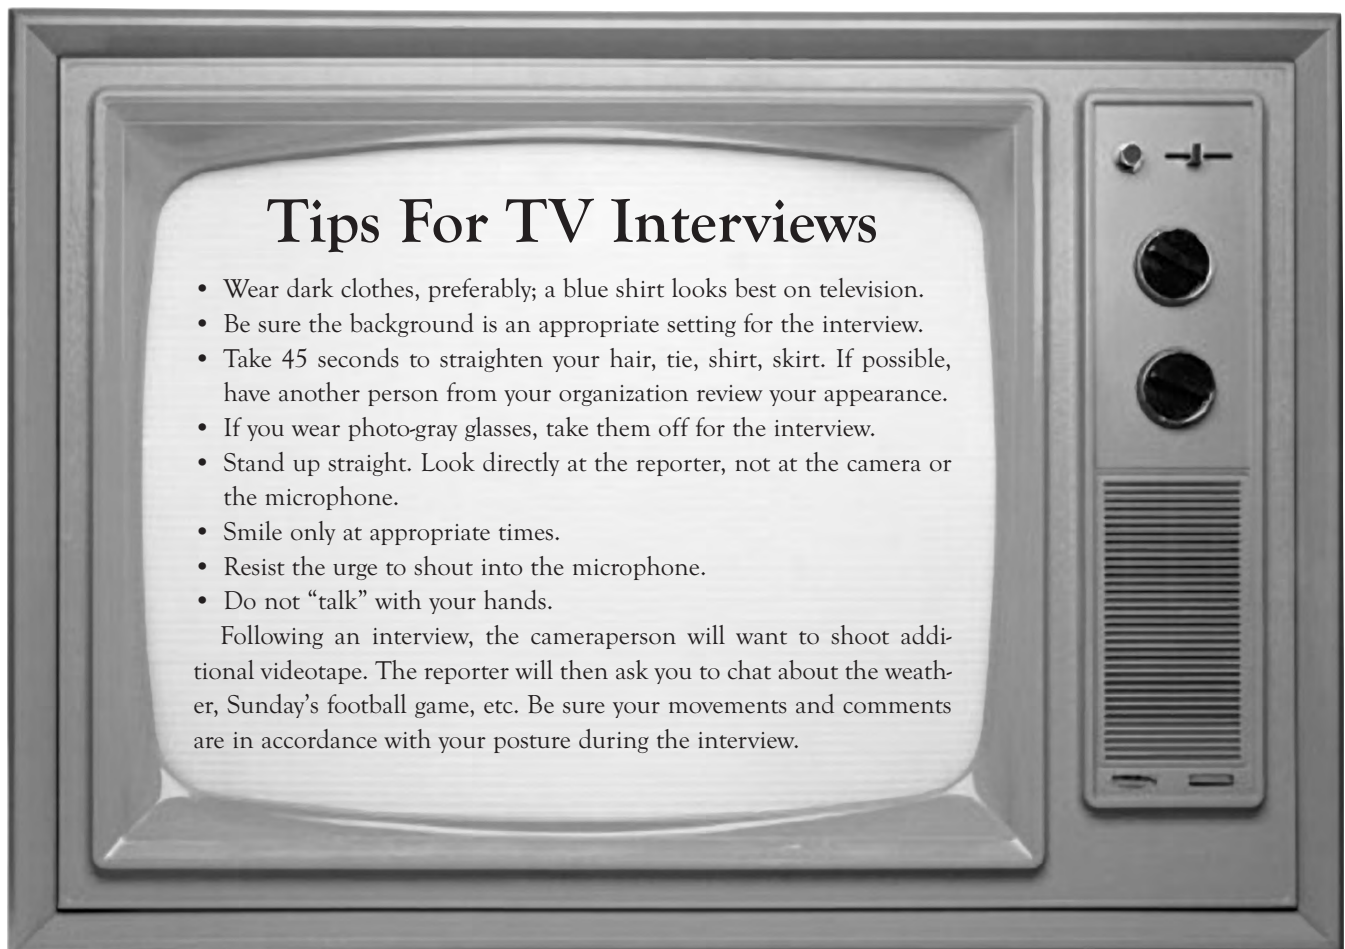 Tips For TV Interviews
• Wear dark clothes, preferably; a blue shirt looks best on television.
• Be sure the background is an appropriate setting for the interview.
• Take 45 seconds to straighten your hair, tie, shirt, skirt. If possible,
have another person from your organization review your appearance.
• If you wear photo-gray glasses, take them off for the interview.
• Stand up straight. Look directly at the reporter, not at the camera or
the microphone.
• Smile only at appropriate times.
• Resist the urge to shout into the microphone.
• Do not “talk” with your hands.
Following an interview, the cameraperson will want to shoot addi-
tional videotape. The reporter will then ask you to chat about the weath-
er, Sunday’s football game, etc. Be sure your movements and comments
are in accordance with your posture during the interview.